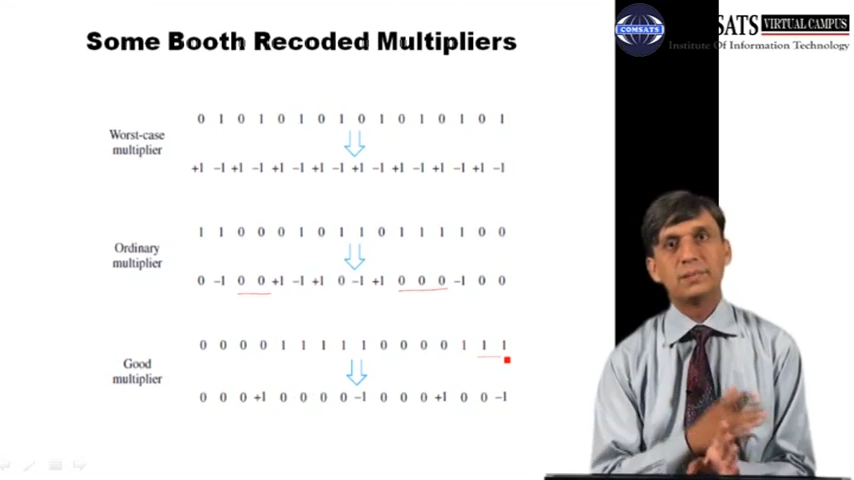 Some Booth Recoded Multipliers
COMSATS
SATS VIRTUAL CAMPUS
Institute Of Information Technology
0 1 0 1 0 1 0 1 0 1 0 1 0 1 0 1
Worst-case
multiplier
+1 −1 +1 −1 +1 −1 +1 −1 +1 −1 +1 −1 +1 −1 +1 −1
1 1 0 0 0 1 0 1 1 0 1 1 1 1 0 0
Ordinary
multiplier
0 −1 0 0 +1 −1 +1 0 −1 +1 0 0 0 −1 0 0
0 0 0 0 1 1 1 1 1 0 0 0 0 1 1 1
Good
multiplier
0 0 0 +1 0 0 0 0 −1 0 0 0 +1 0 0 −1